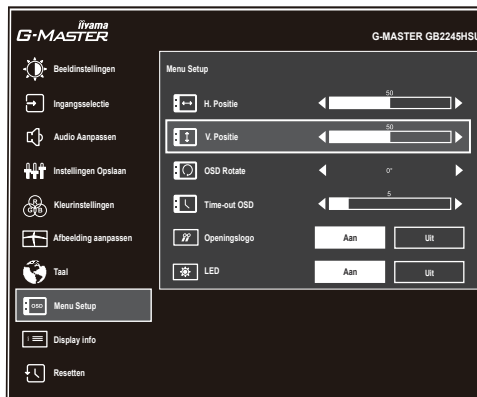 iiyama
G-MASTER
G-MASTER GB2245HSU
Beeldinstellingen
Ingangsselectie
Audio Aanpassen
Instellingen Opslaan
R
G B
Kleurinstellingen
Afbeelding aanpassen
Taal
OSD
Menu Setup
i
Display info
Resetten
Menu Setup
H. Positie
50
V. Positie
50
OSD Rotate
0°
Time-out OSD
5
Openingslogo
Aan
Uit
LED
Aan
Uit